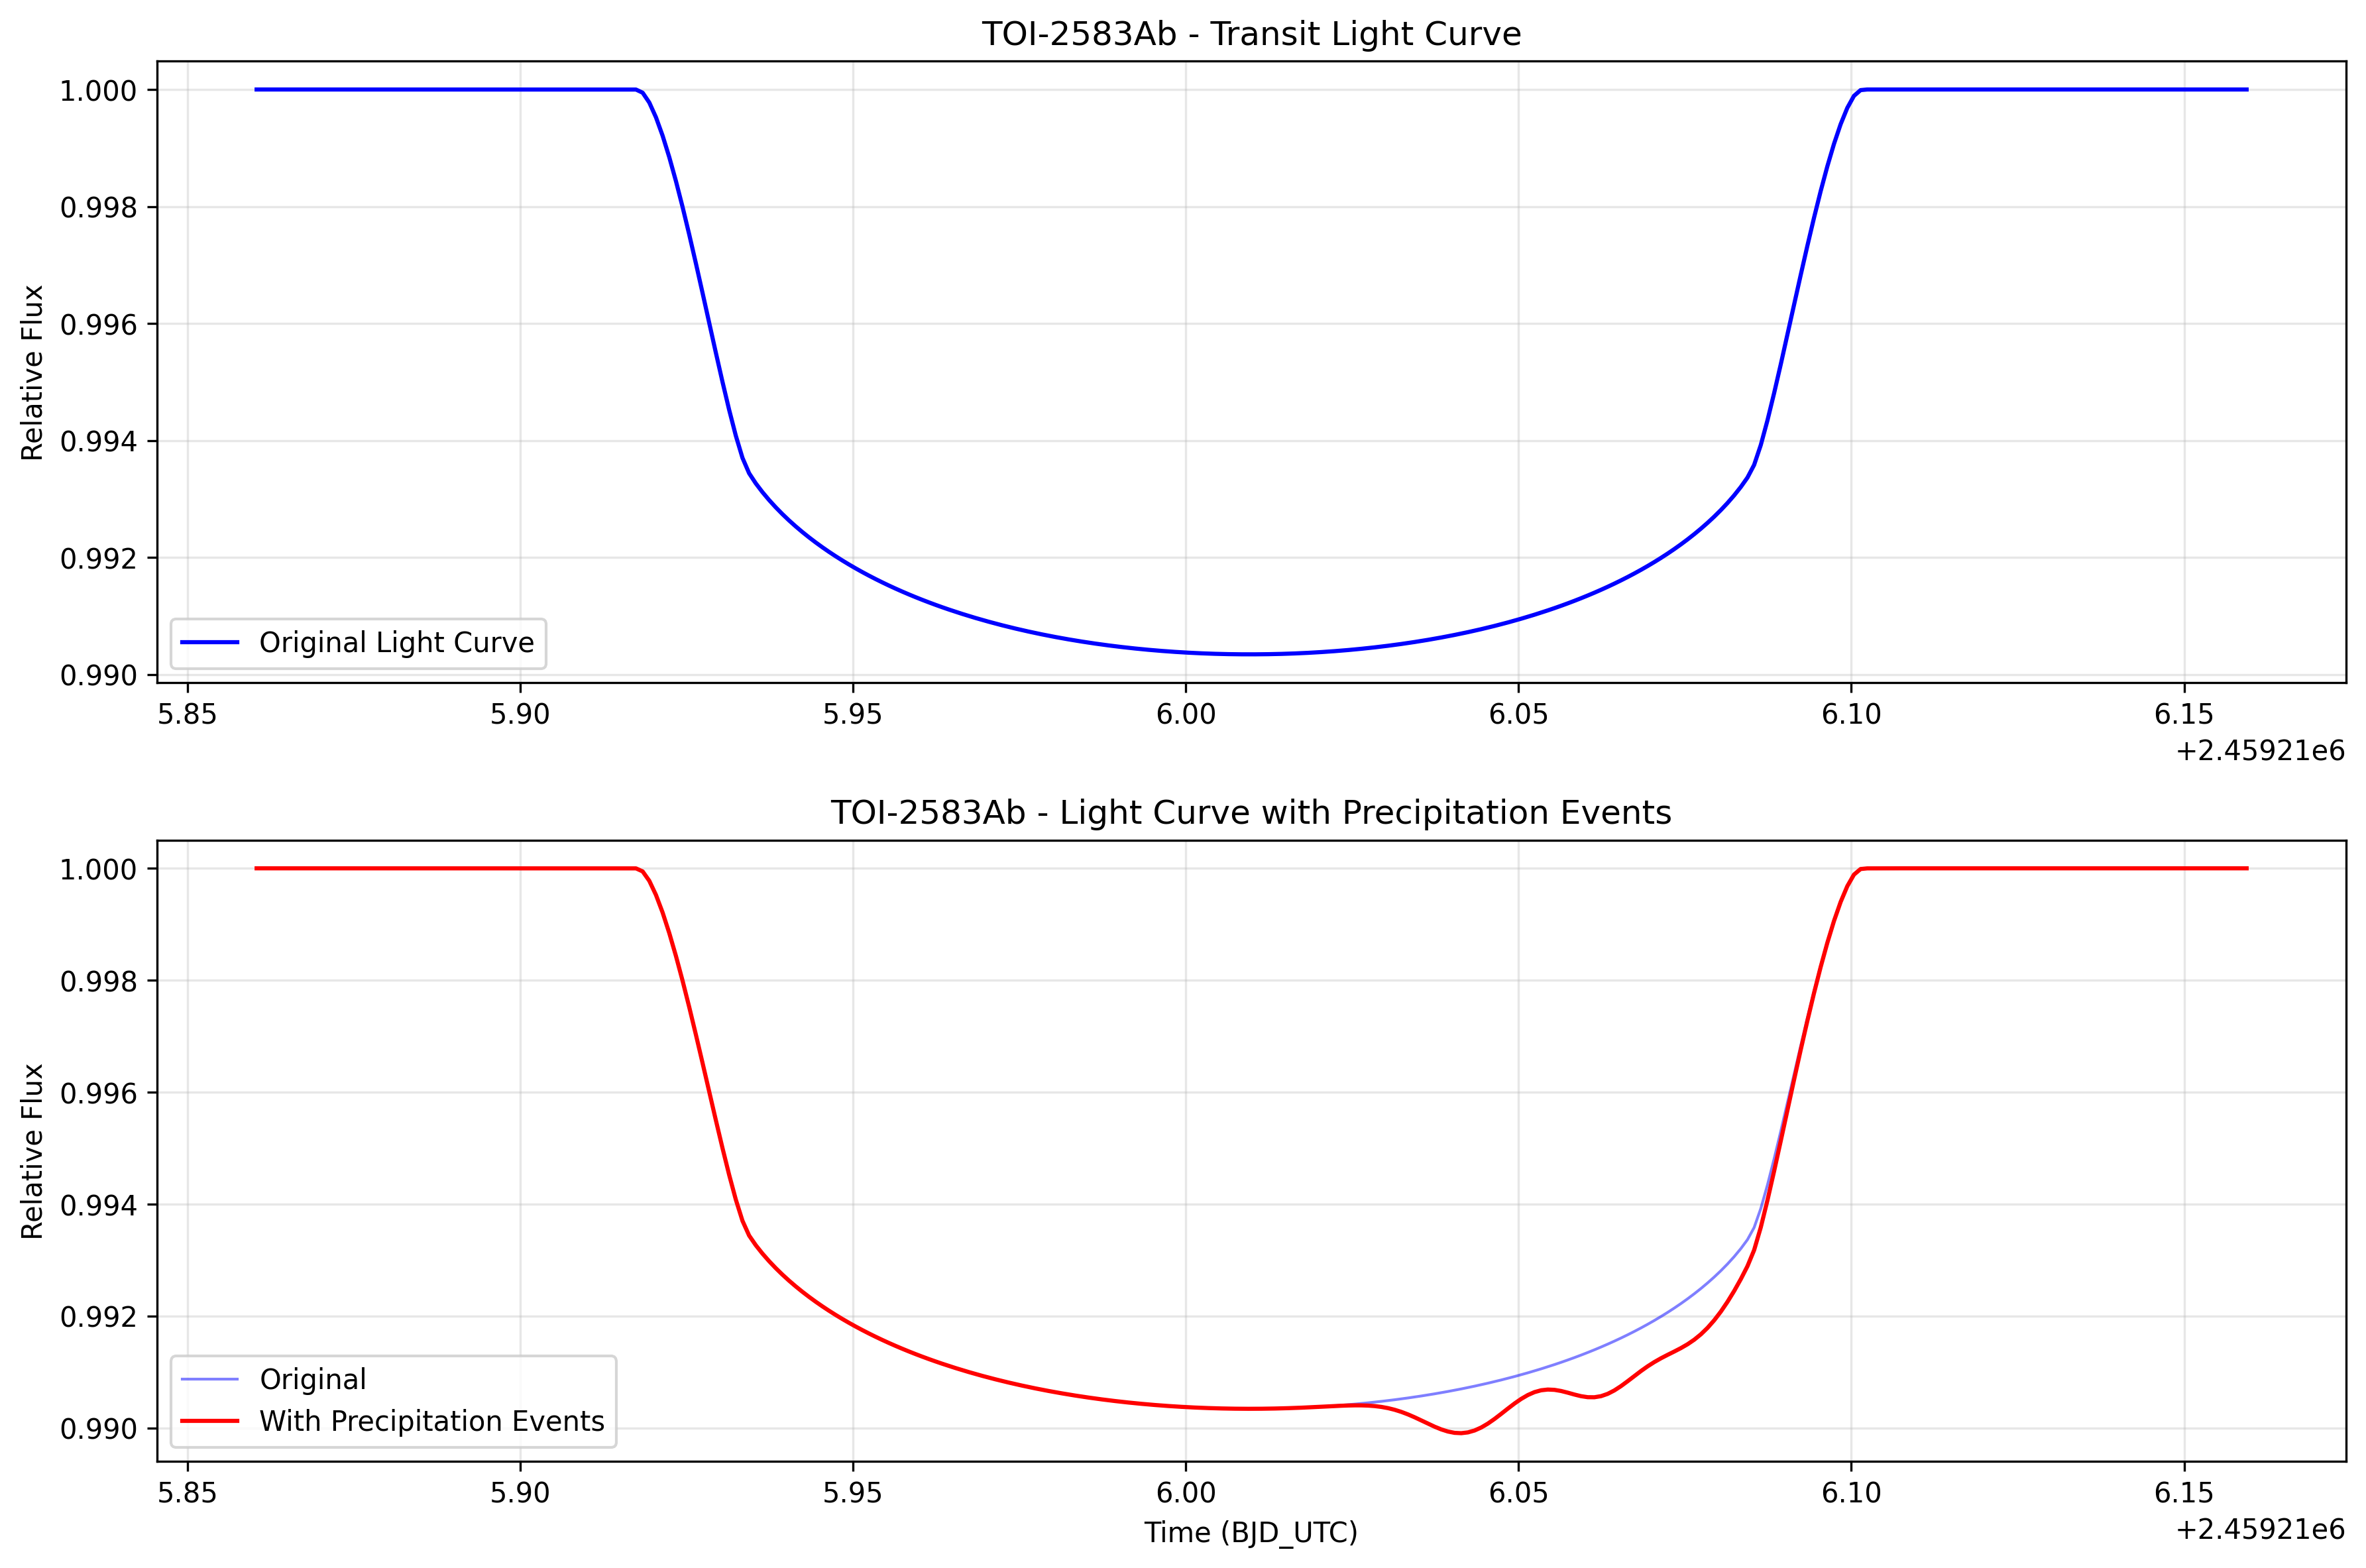 TOI-2583Ab - Transit Light Curve
Relative Flux
1.000
0.998
0.996
0.994
0.992
0.990
Original Light Curve
5.85 5.90 5.95 6.00 6.05 6.10 6.15
+2.45921e6
TOI-2583Ab - Light Curve with Precipitation Events
Relative Flux
1.000
0.998
0.996
0.994
0.992
0.990
Original
With Precipitation Events
5.85 5.90 5.95 6.00 6.05 6.10 6.15
+2.45921e6
Time (BJD_UTC)